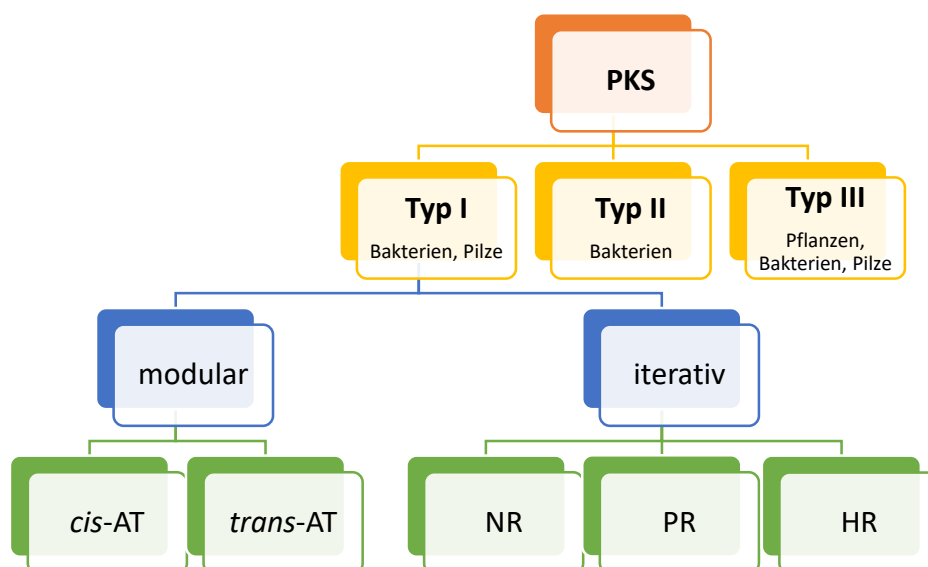 PKS
Typ I
Bakterien, Pilze
Typ II
Bakterien
Typ III
Pflanzen,
Bakterien, Pilze
modular
iterativ
cis-AT
trans-AT
NR
PR
HR